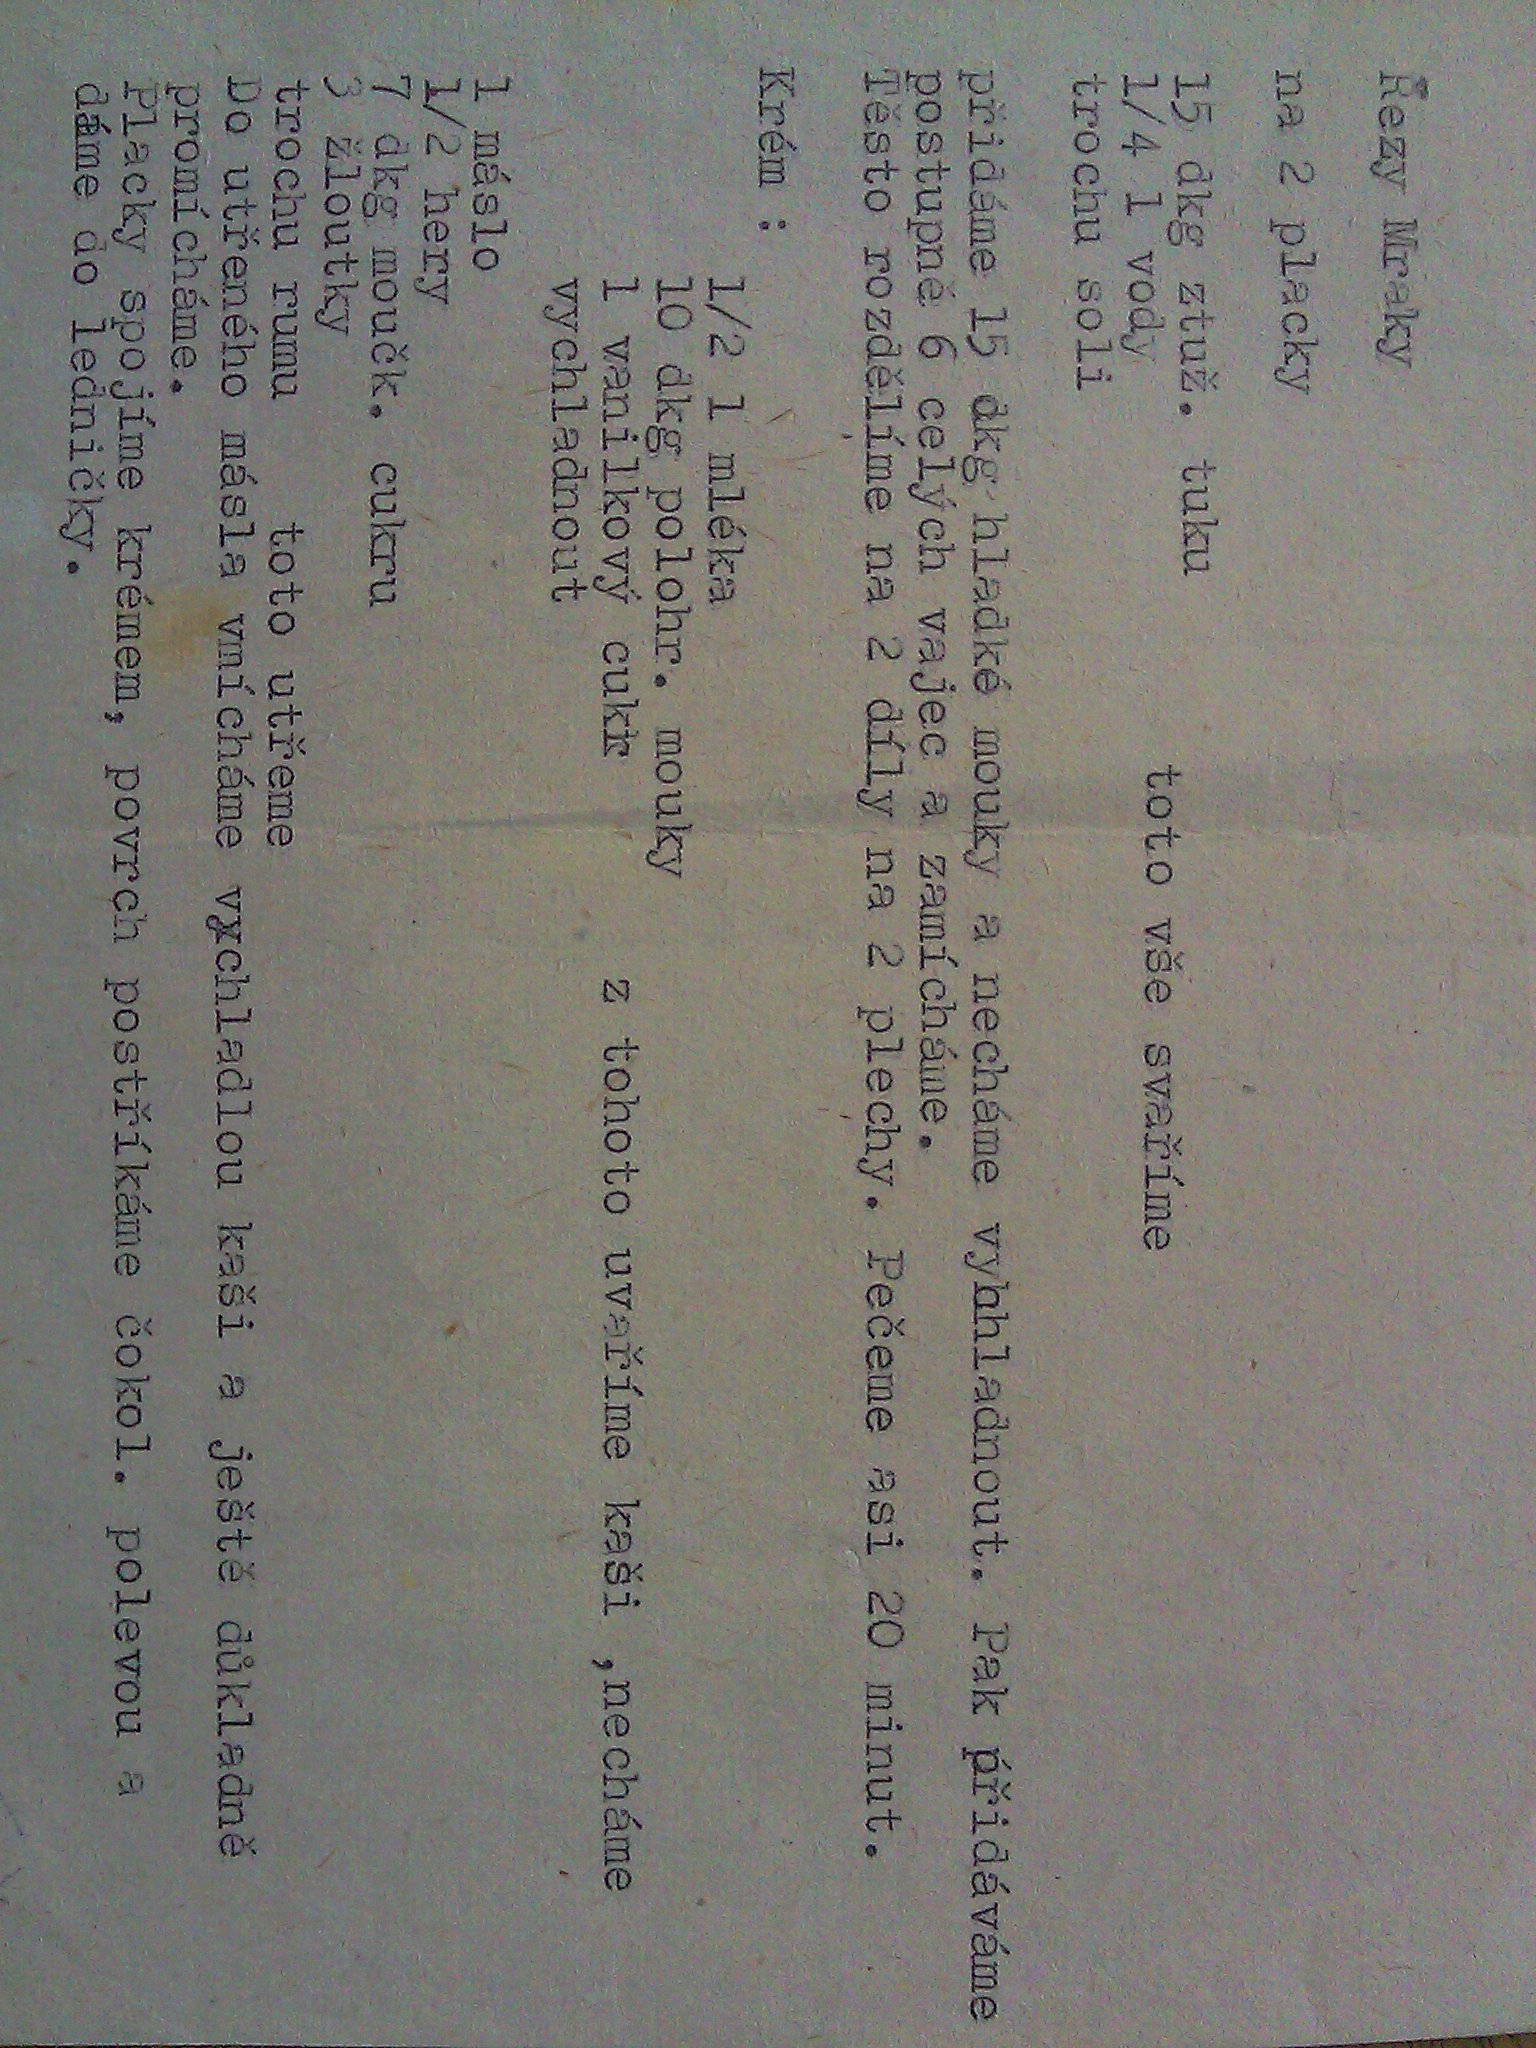 Řezy Mraky
na 2 placky
15 dkg ztuž. tuku
1/4 l vody
toto vše svaříme
trochu soli
přidáme 15 dkg hladké mouky a necháme vyhhladnout. Pak přidáváme
postupně 6 celých vajec a zamícháme.
Těsto rozdělíme na 2 díly na 2 plechy. Pečeme asi 20 minut.
Krém :
1/2 l mléka
10 dkg polohr. mouky
1 vanilkový cukr z tohoto uvaříme kaši ,necháme
vychladnout
1 máslo
1/2 hery
7 dkg moučk. cukru
3 žloutky
trochu rumu toto utřeme
Do utřeného másla vmícháme vychladlou kaši a ještě důkladně
promícháme.
Placky spojíme krémem, povrch postříkáme čokol. polevou a
dáme do ledničky.